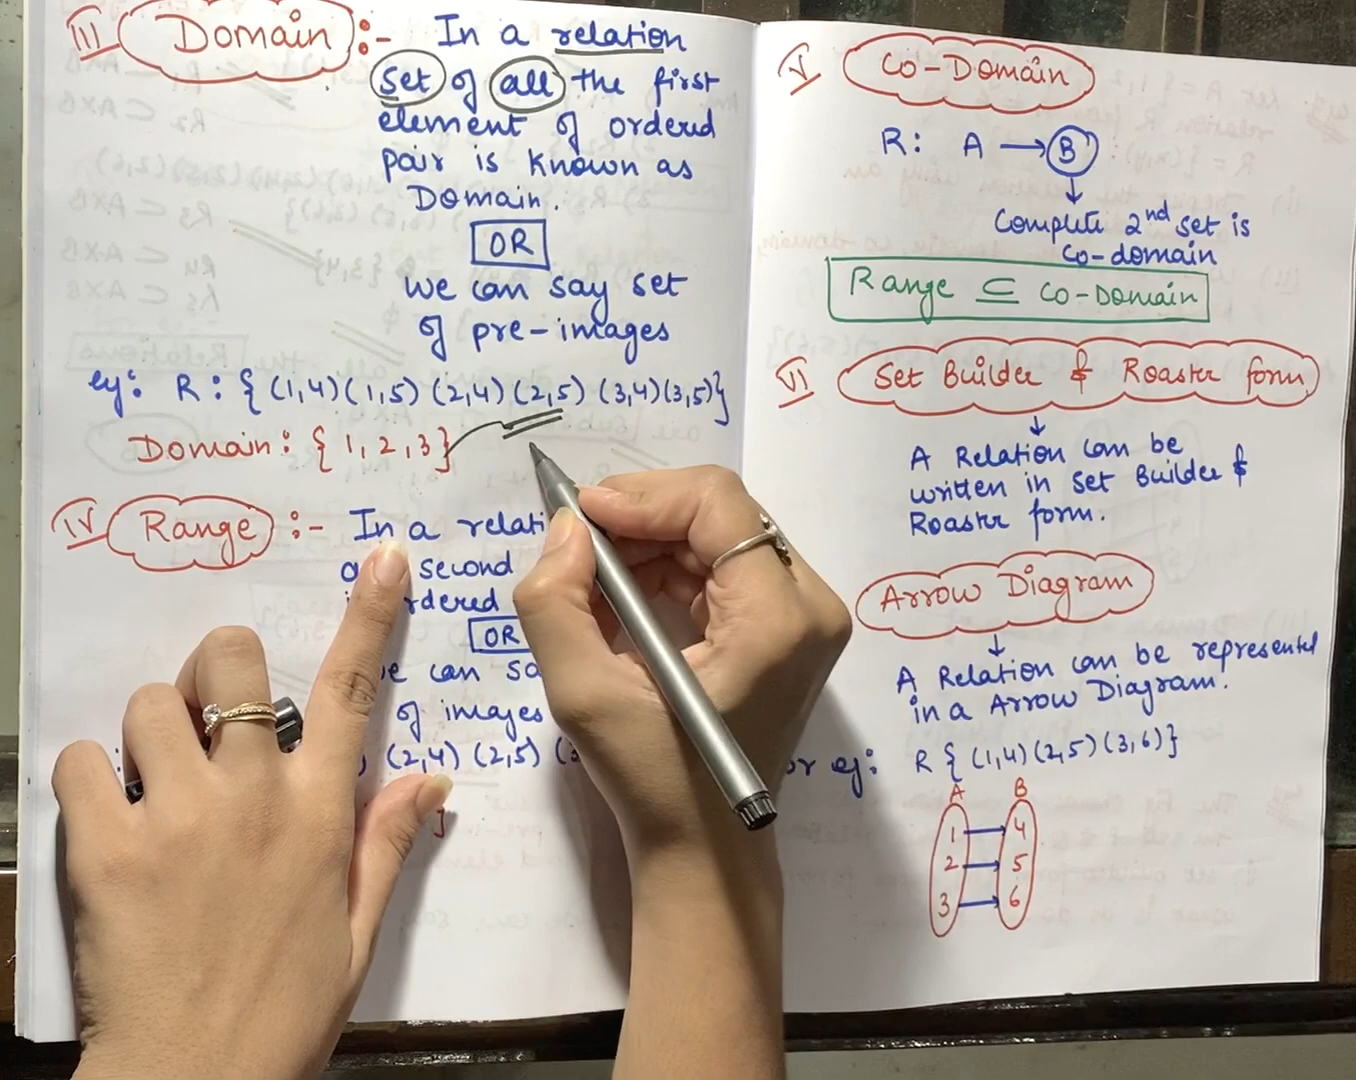 III Domain :- In a relation
set of all the first
element of ordered
pair is known as
Domain.
OR
we can say set
of pre-images
eg: R : { (1,4)(1,5) (2,4) (2,5) (3,4)(3,5)}
Domain : { 1, 2, 3 }
IV Range :- In a relati
second
rdered
OR
we can sa
of images
(2,4) (2,5) (3
}
V Co-Domain
R: A → B
Complete 2nd set is
Co-domain
Range ⊆ Co-Domain
VI Set Builder & Roaster form
A Relation can be
written in Set Builder &
Roaster form.
Arrow Diagram
A Relation can be represented
in a Arrow Diagram.
or eg: R { (1,4) (2,5) (3,6) }
A B
1 4
2 5
3 6